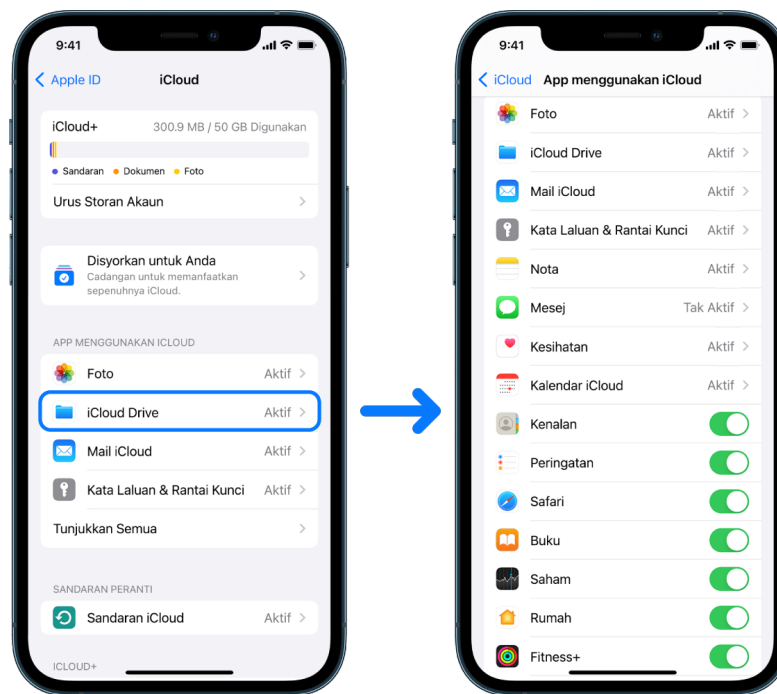 9:41
Apple ID
iCloud
iCloud+
300.9 MB / 50 GB Digunakan
Sandaran
Dokumen
Foto
Urus Storan Akaun
Disyorkan untuk Anda
Cadangan untuk memanfaatkan
sepenuhnya iCloud.
APP MENGGUNAKAN ICLOUD
Foto
Aktif
iCloud Drive
Aktif
Mail iCloud
Aktif
Kata Laluan & Rantai Kunci
Aktif
Tunjukkan Semua
SANDARAN PERANTI
Sandaran iCloud
Aktif
ICLOUD+
9:41
iCloud
App menggunakan iCloud
Foto
Aktif
iCloud Drive
Aktif
Mail iCloud
Aktif
Kata Laluan & Rantai Kunci
Aktif
Nota
Aktif
Mesej
Tak Aktif
Kesihatan
Aktif
Kalendar iCloud
Aktif
Kenalan
Peringatan
Safari
Buku
Saham
Rumah
Fitness+